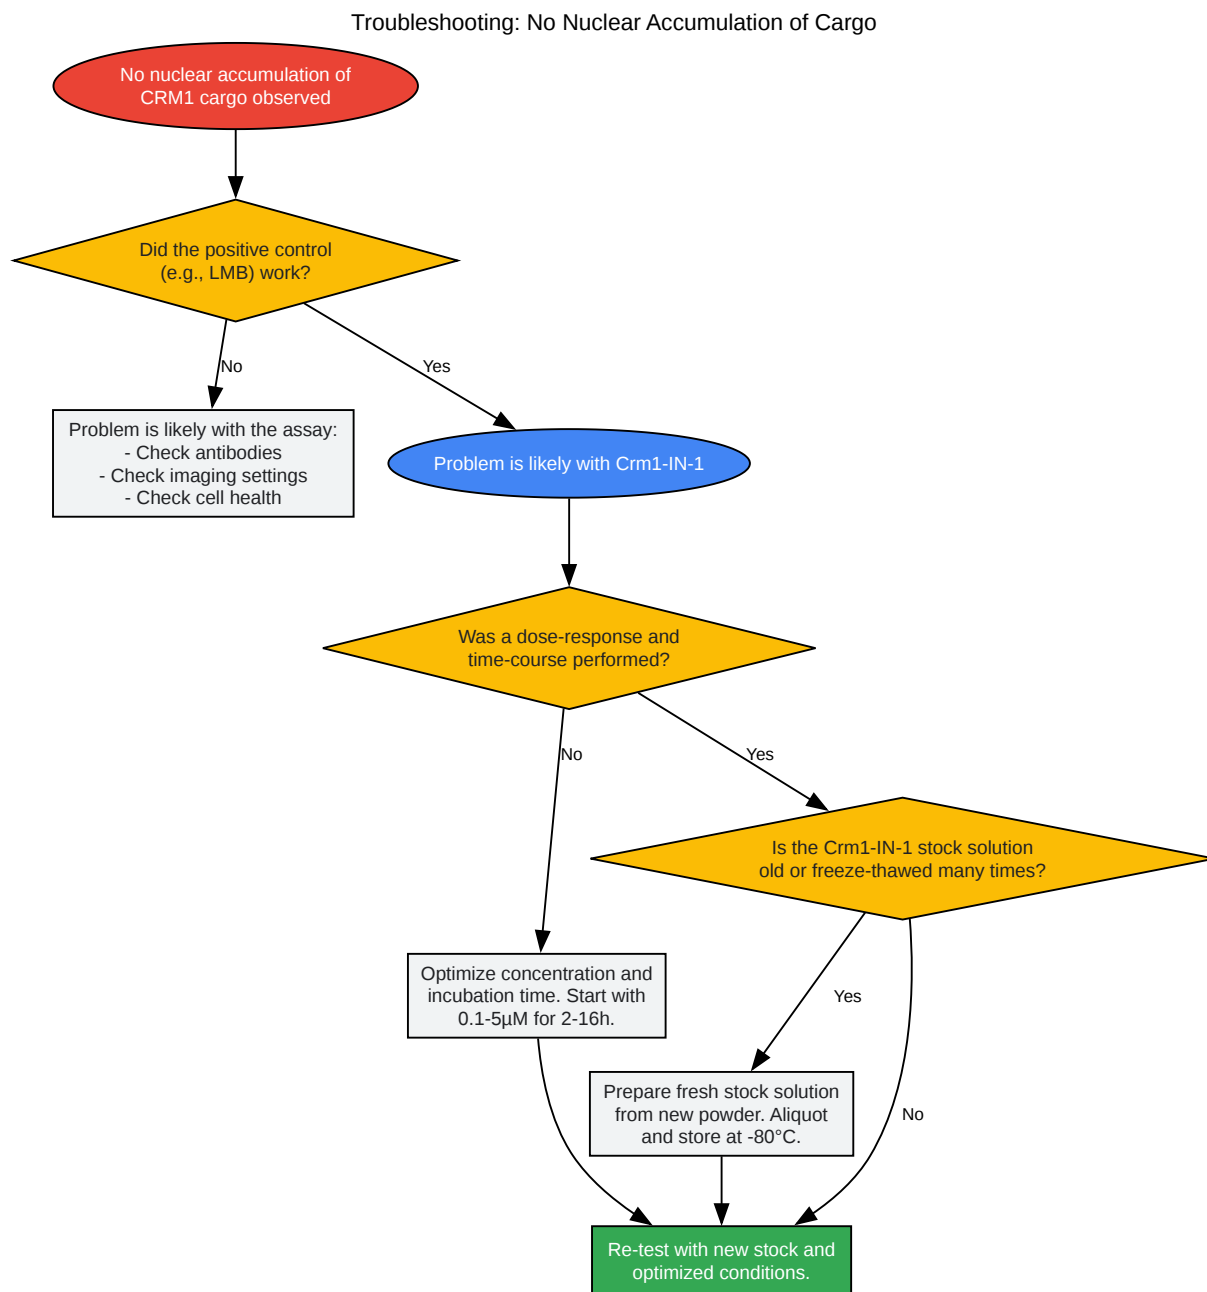 Troubleshooting: No Nuclear Accumulation of Cargo
No nuclear accumulation of
CRM1 cargo observed
Did the positive control
(e.g., LMB) work?
No
Yes
Problem is likely with the assay:
- Check antibodies
- Check imaging settings
- Check cell health
Problem is likely with Crm1-IN-1
Was a dose-response and
time-course performed?
No
Yes
Is the Crm1-IN-1 stock solution
old or freeze-thawed many times?
Optimize concentration and
incubation time. Start with
0.1-5µM for 2-16h.
Yes
No
Prepare fresh stock solution
from new powder. Aliquot
and store at -80°C.
Re-test with new stock and
optimized conditions.